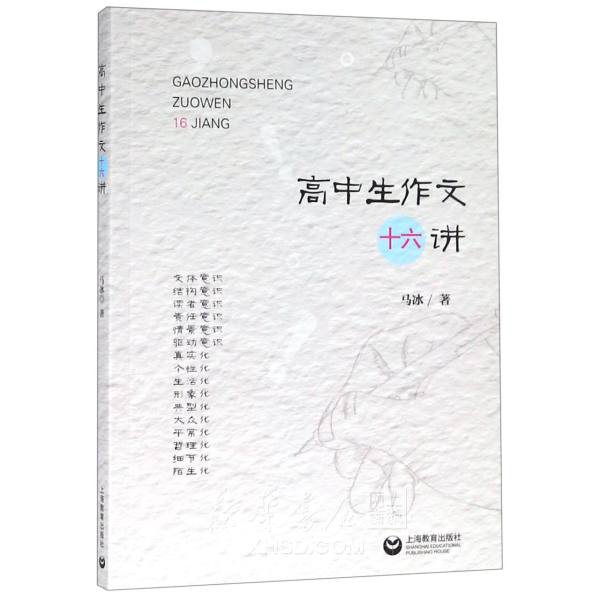 GAOZHONGSHENG
ZUOWEN
16 JIANG
高中生作文
十六讲
马冰/著
文体意识
结构意识
读者意识
责任意识
情景意识
驱动意识
真实化
个性化
生活化
形象化
典型化
大众化
平常化
哲理化
细节化
陌生化
上海教育出版社
SHANGHAI EDUCATIONAL
PUBLISHING HOUSE
高中生作文十六讲
马冰 著
上海教育出版社
新华书店
XHSD.COM